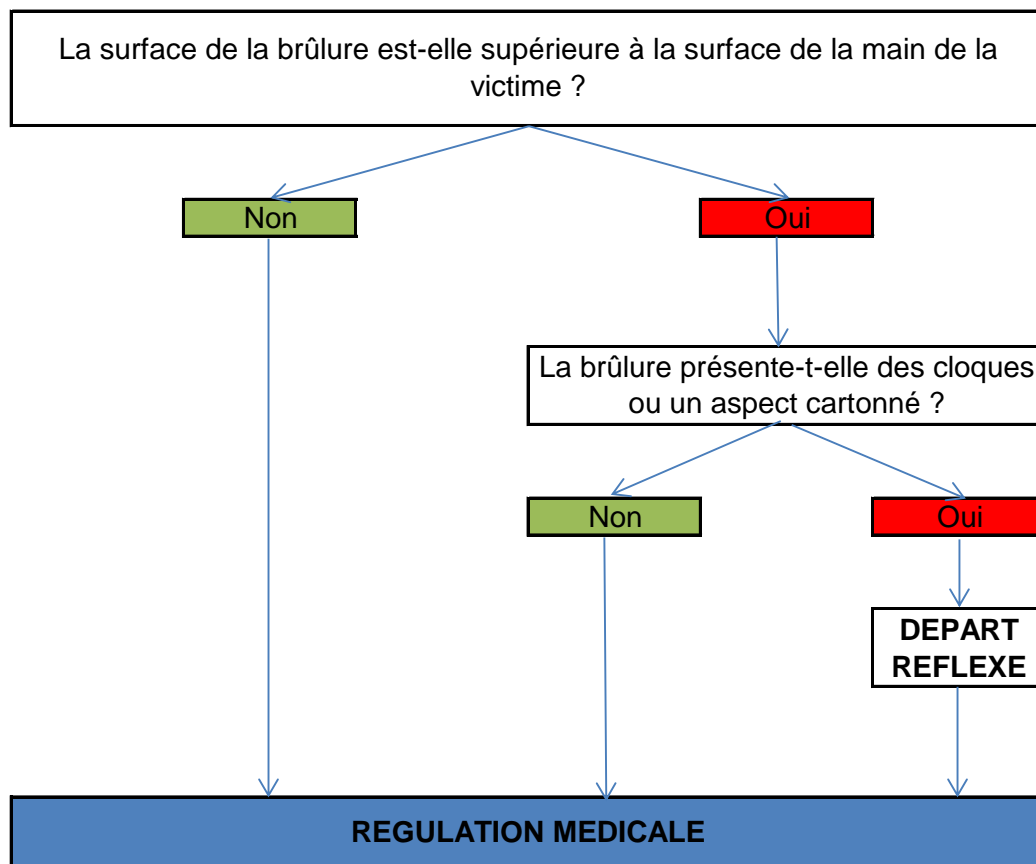 La surface de la brûlure est-elle supérieure à la surface de la main de la
victime ?
Non
Oui
La brûlure présente-t-elle des cloques
ou un aspect cartonné ?
Non
Oui
DEPART
REFLEXE
REGULATION MEDICALE